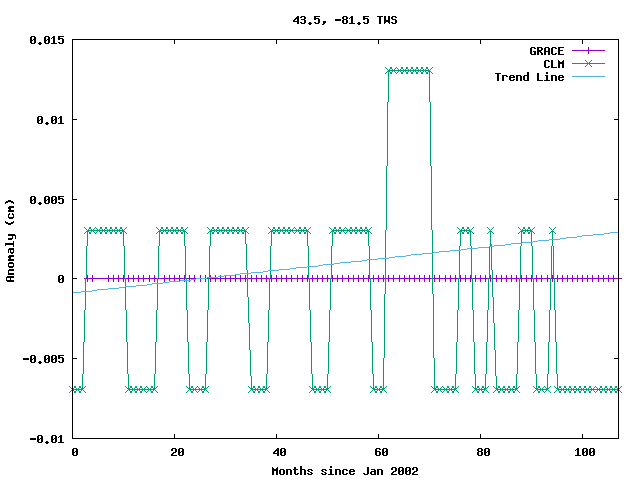 43.5, -81.5 TWS
GRACE
CLM
Trend Line
0.015
0.01
0.005
0
-0.005
-0.01
Anomaly (cm)
0 20 40 60 80 100
Months since Jan 2002